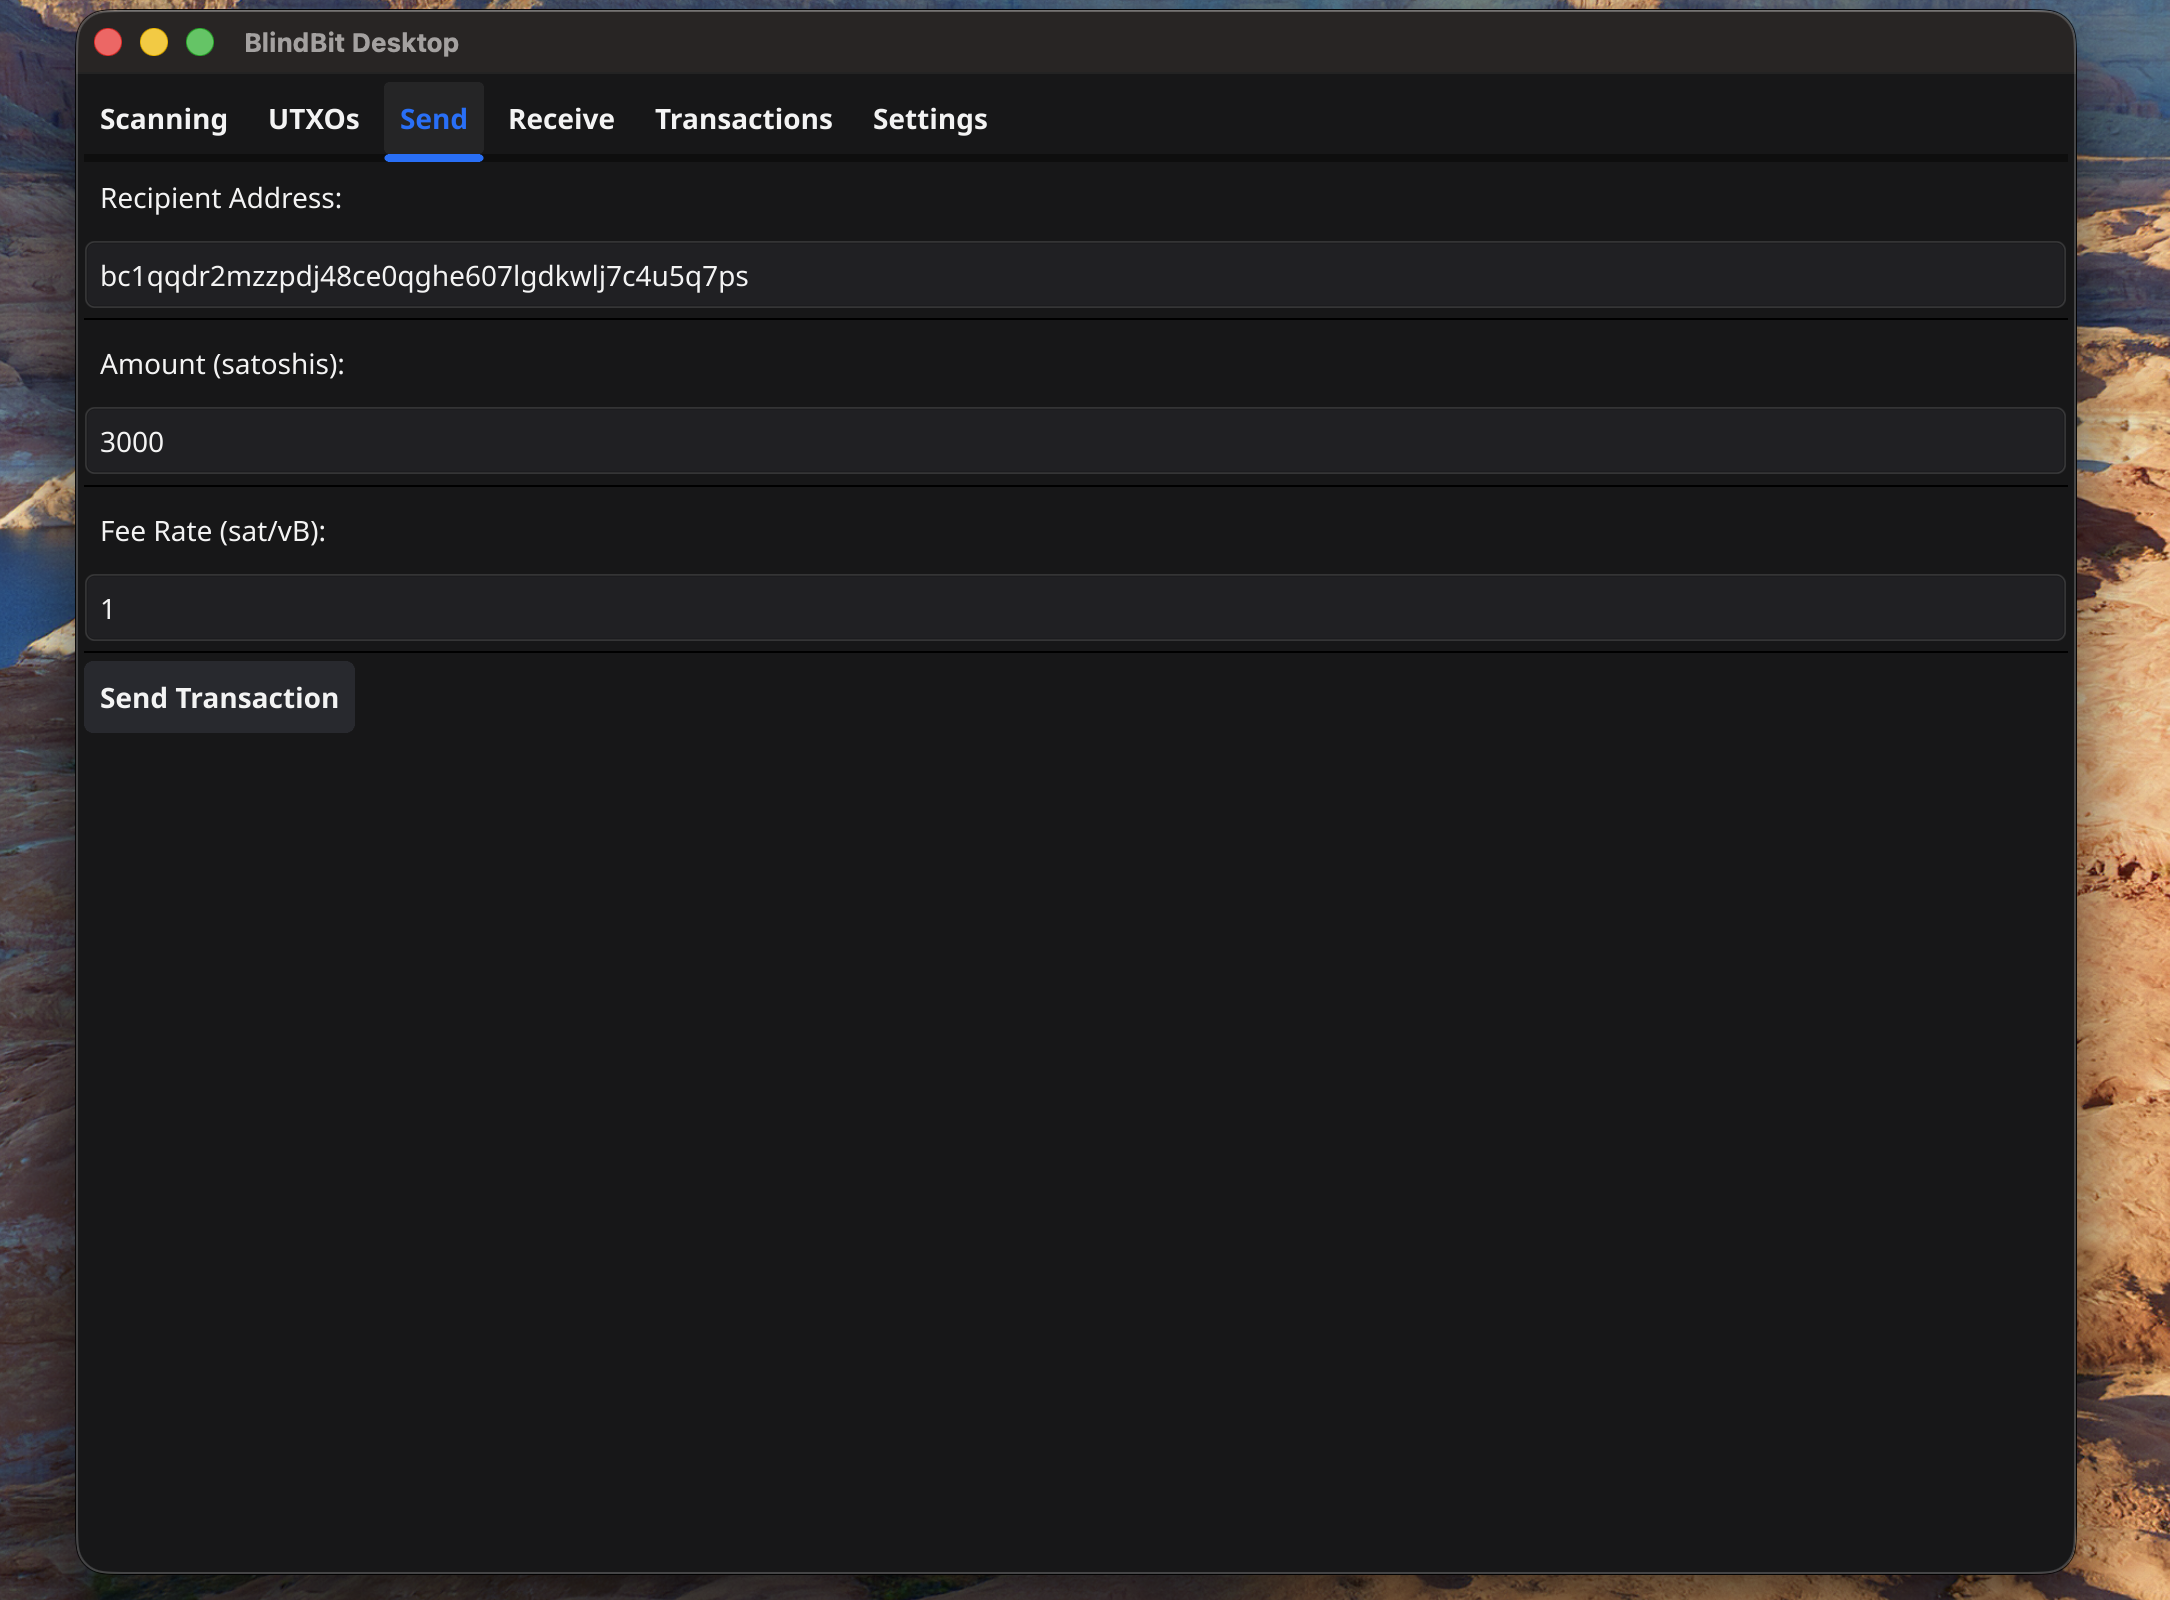 BlindBit Desktop
Scanning UTXOs Send Receive Transactions Settings
Recipient Address:
bc1qqdr2mzzpdj48ce0qghe607lgdkwlj7c4u5q7ps
Amount (satoshis):
3000
Fee Rate (sat/vB):
1
Send Transaction